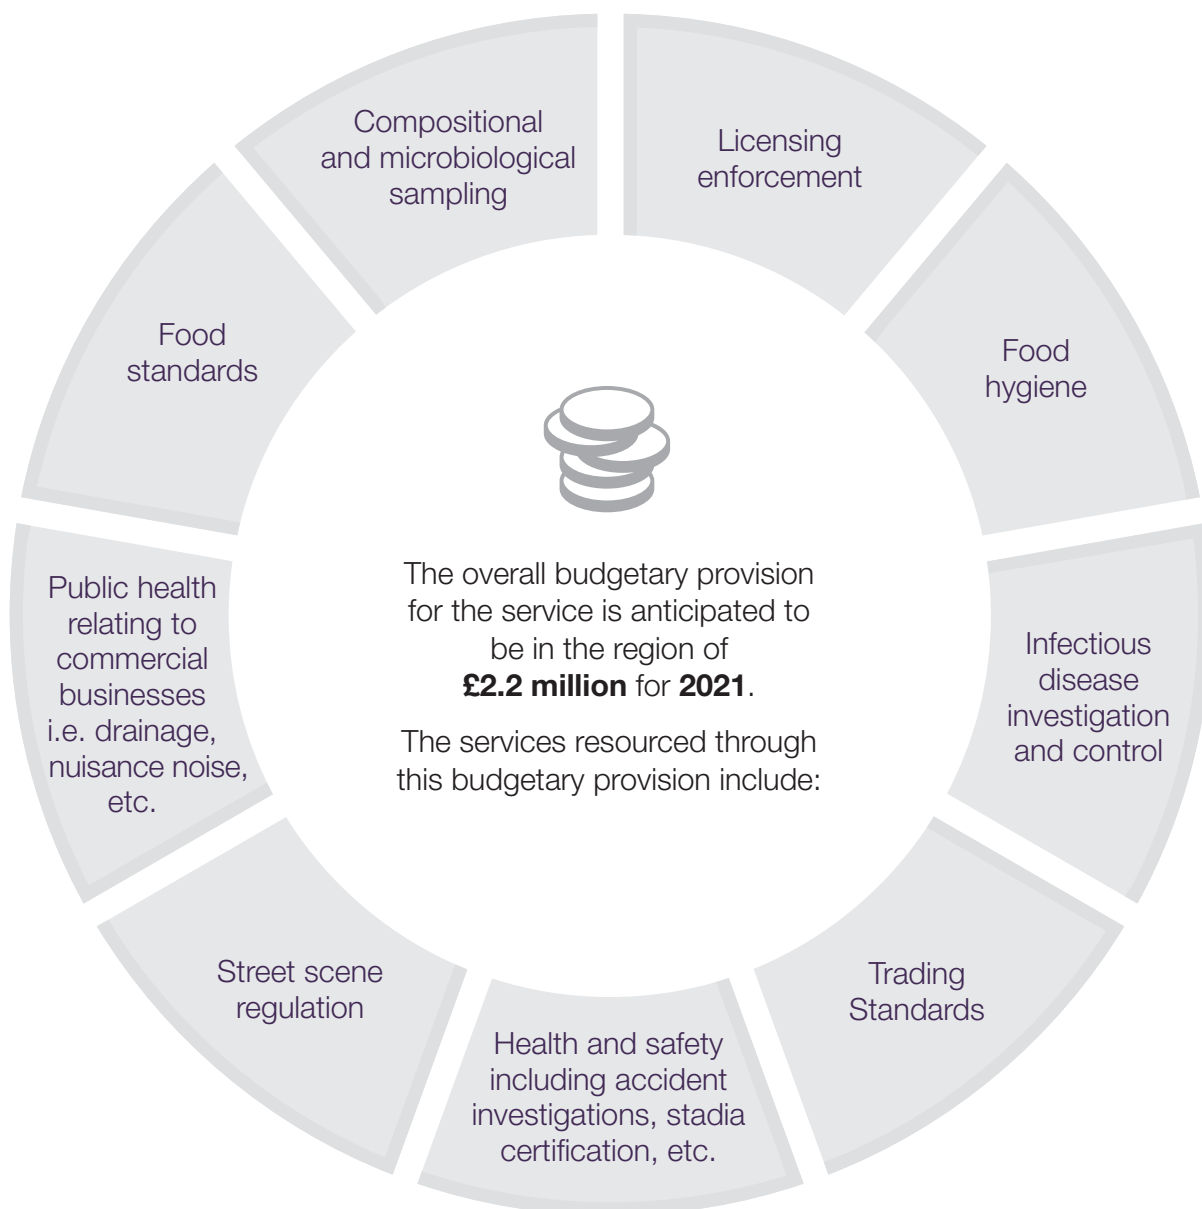 The overall budgetary provision
for the service is anticipated to
be in the region of
£2.2 million for 2021.
The services resourced through
this budgetary provision include:
Licensing
enforcement
Food
hygiene
Infectious
disease
investigation
and control
Trading
Standards
Health and safety
including accident
investigations, stadia
certification, etc.
Street scene
regulation
Public health
relating to
commercial
businesses
i.e. drainage,
nuisance noise,
etc.
Food
standards
Compositional
and microbiological
sampling